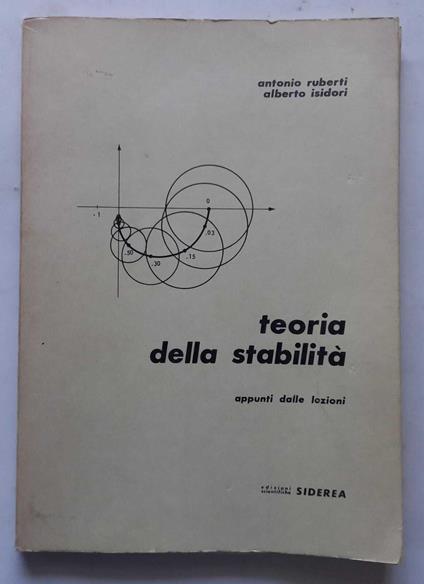 antonio ruberti
alberto isidori
0
-1
.03
.50
.15
.30
teoria
della stabilità
appunti dalle lezioni
edizioni
scientifiche SIDEREA